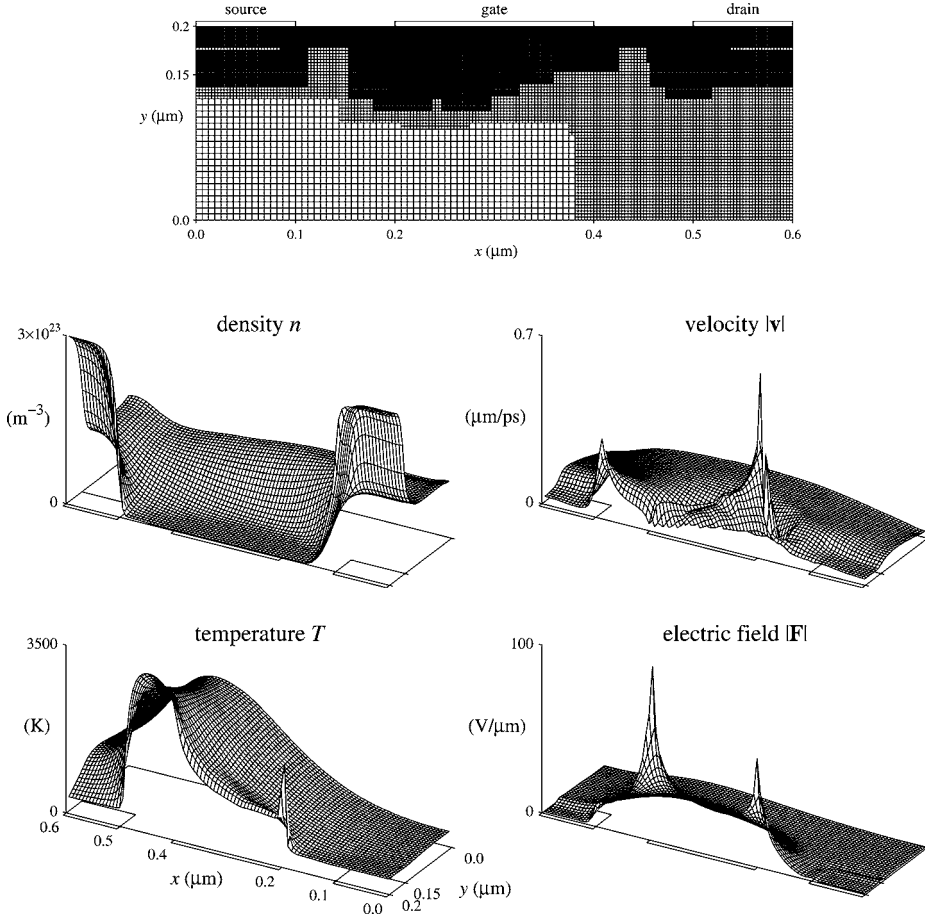 source gate drain
0.2
0.15
y (μm)
0.0
0.0 0.1 0.2 0.3 0.4 0.5 0.6
x (μm)
density n
3×10²³
(m⁻³)
0
velocity |v|
0.7
(μm/ps)
0
temperature T
3500
(K)
0
0.6
0.5
0.4
0.2
0.1
0.0
x (μm)
0.0
0.15
0.2
y (μm)
electric field |F|
100
(V/μm)
0